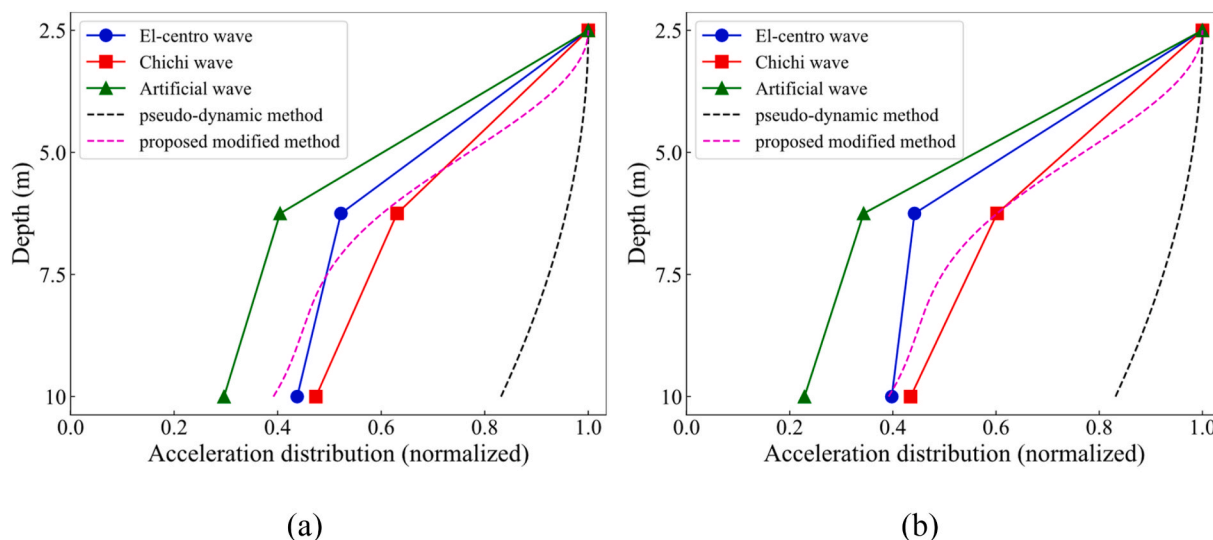 El-centro wave
Chichi wave
Artificial wave
pseudo-dynamic method
proposed modified method
2.5
5.0
7.5
10
Depth (m)
0.0 0.2 0.4 0.6 0.8 1.0
Acceleration distribution (normalized)
(a)
El-centro wave
Chichi wave
Artificial wave
pseudo-dynamic method
proposed modified method
2.5
5.0
7.5
10
Depth (m)
0.0 0.2 0.4 0.6 0.8 1.0
Acceleration distribution (normalized)
(b)